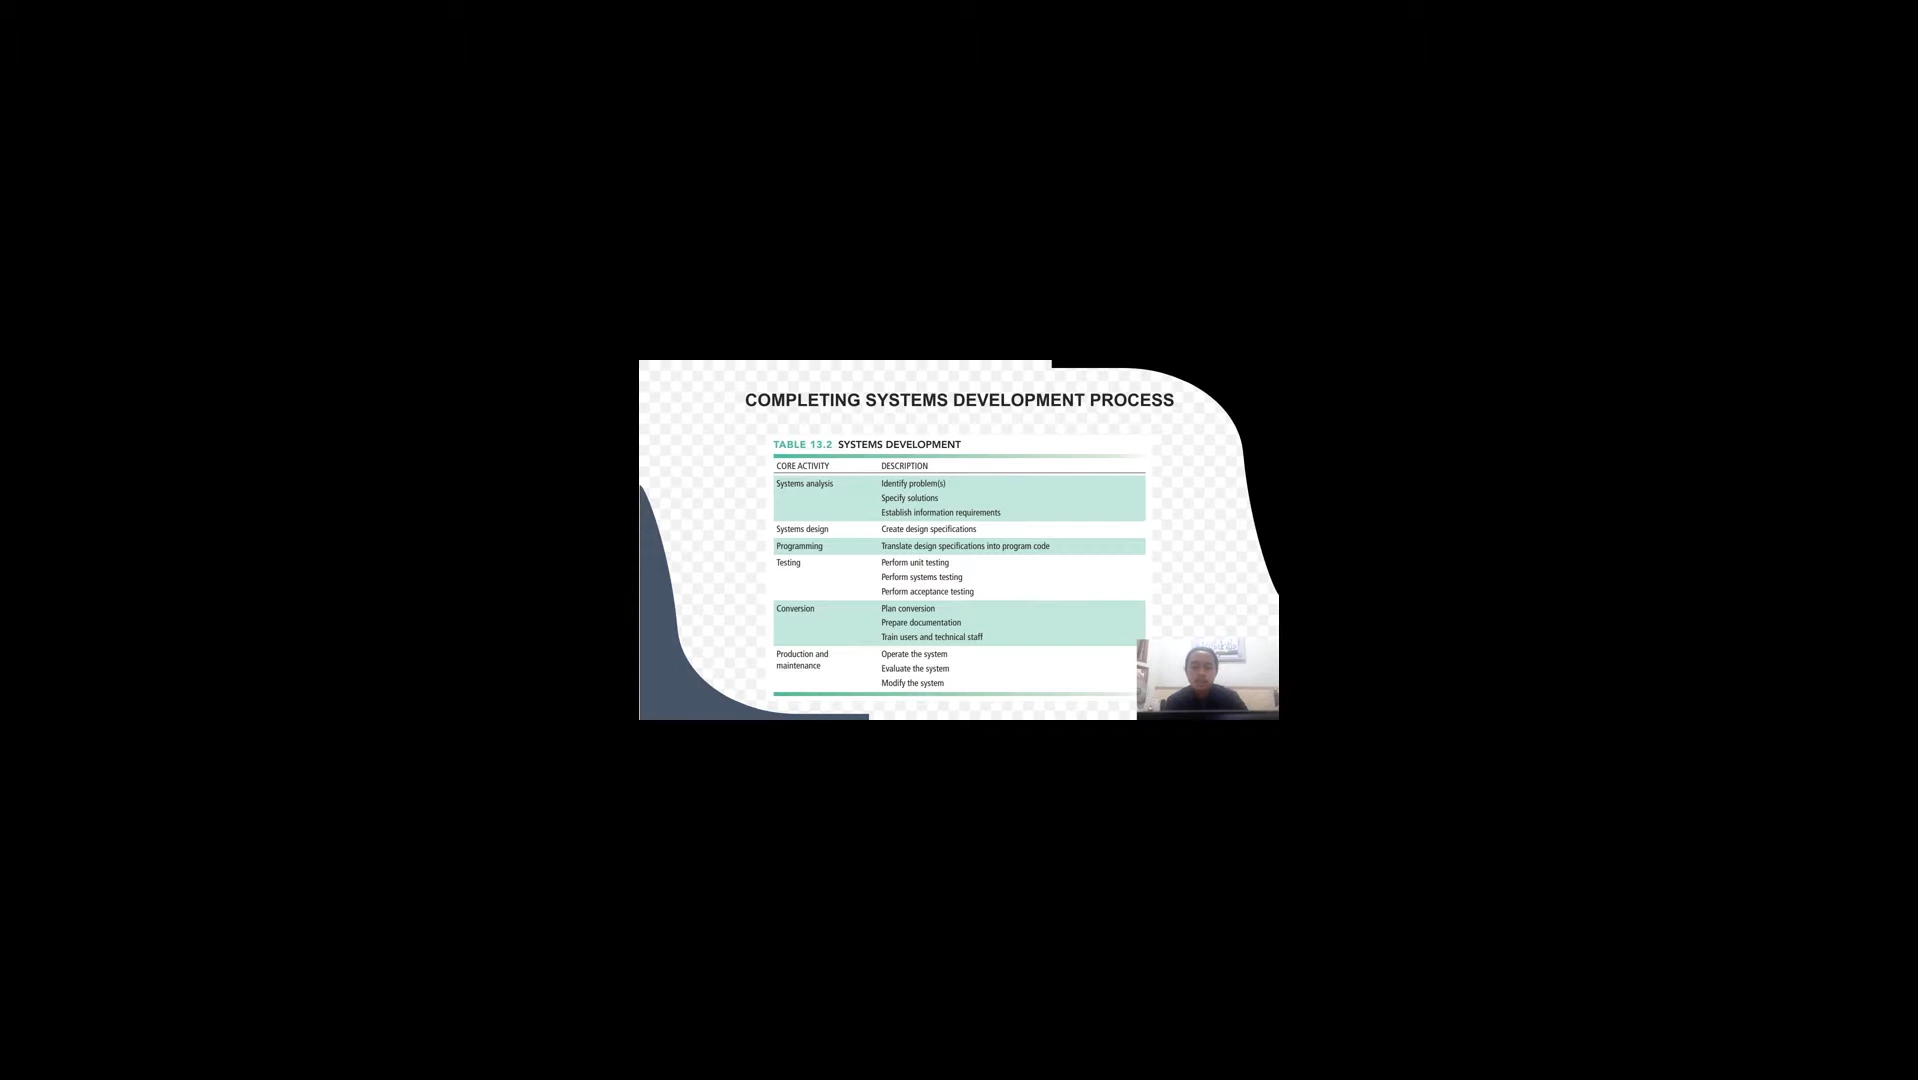 COMPLETING SYSTEMS DEVELOPMENT PROCESS
TABLE 13.2 SYSTEMS DEVELOPMENT
CORE ACTIVITY DESCRIPTION
Systems analysis Identify problem(s)
Specify solutions
Establish information requirements
Systems design Create design specifications
Programming Translate design specifications into program code
Testing Perform unit testing
Perform systems testing
Perform acceptance testing
Conversion Plan conversion
Prepare documentation
Train users and technical staff
Production and maintenance Operate the system
Evaluate the system
Modify the system